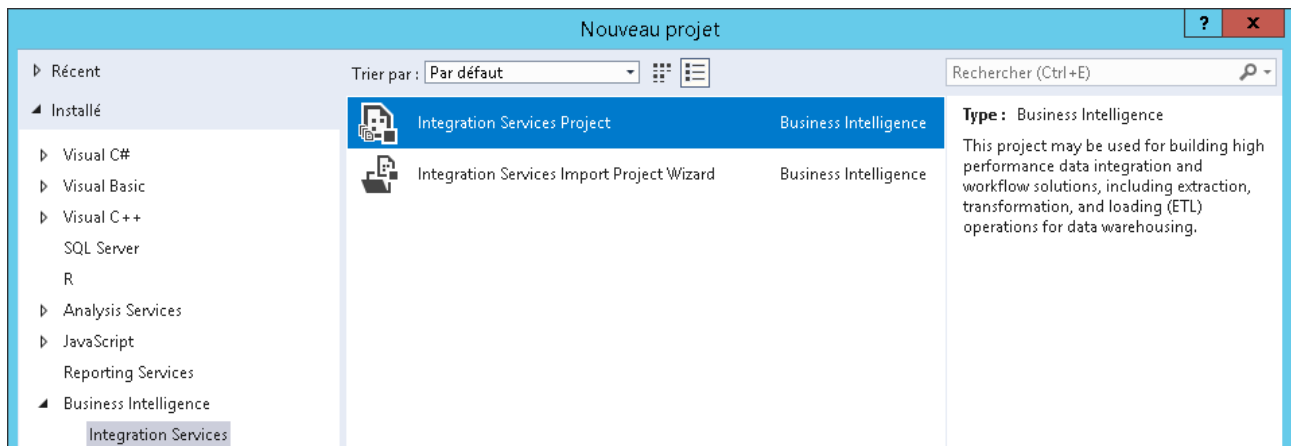 Nouveau projet
? x
Récent
Installé
Visual C#
Visual Basic
Visual C++
SQL Server
R
Analysis Services
JavaScript
Reporting Services
Business Intelligence
Integration Services
Trier par : Par défaut
Integration Services Project Business Intelligence
Integration Services Import Project Wizard Business Intelligence
Rechercher (Ctrl+E)
Type : Business Intelligence
This project may be used for building high
performance data integration and
workflow solutions, including extraction,
transformation, and loading (ETL)
operations for data warehousing.